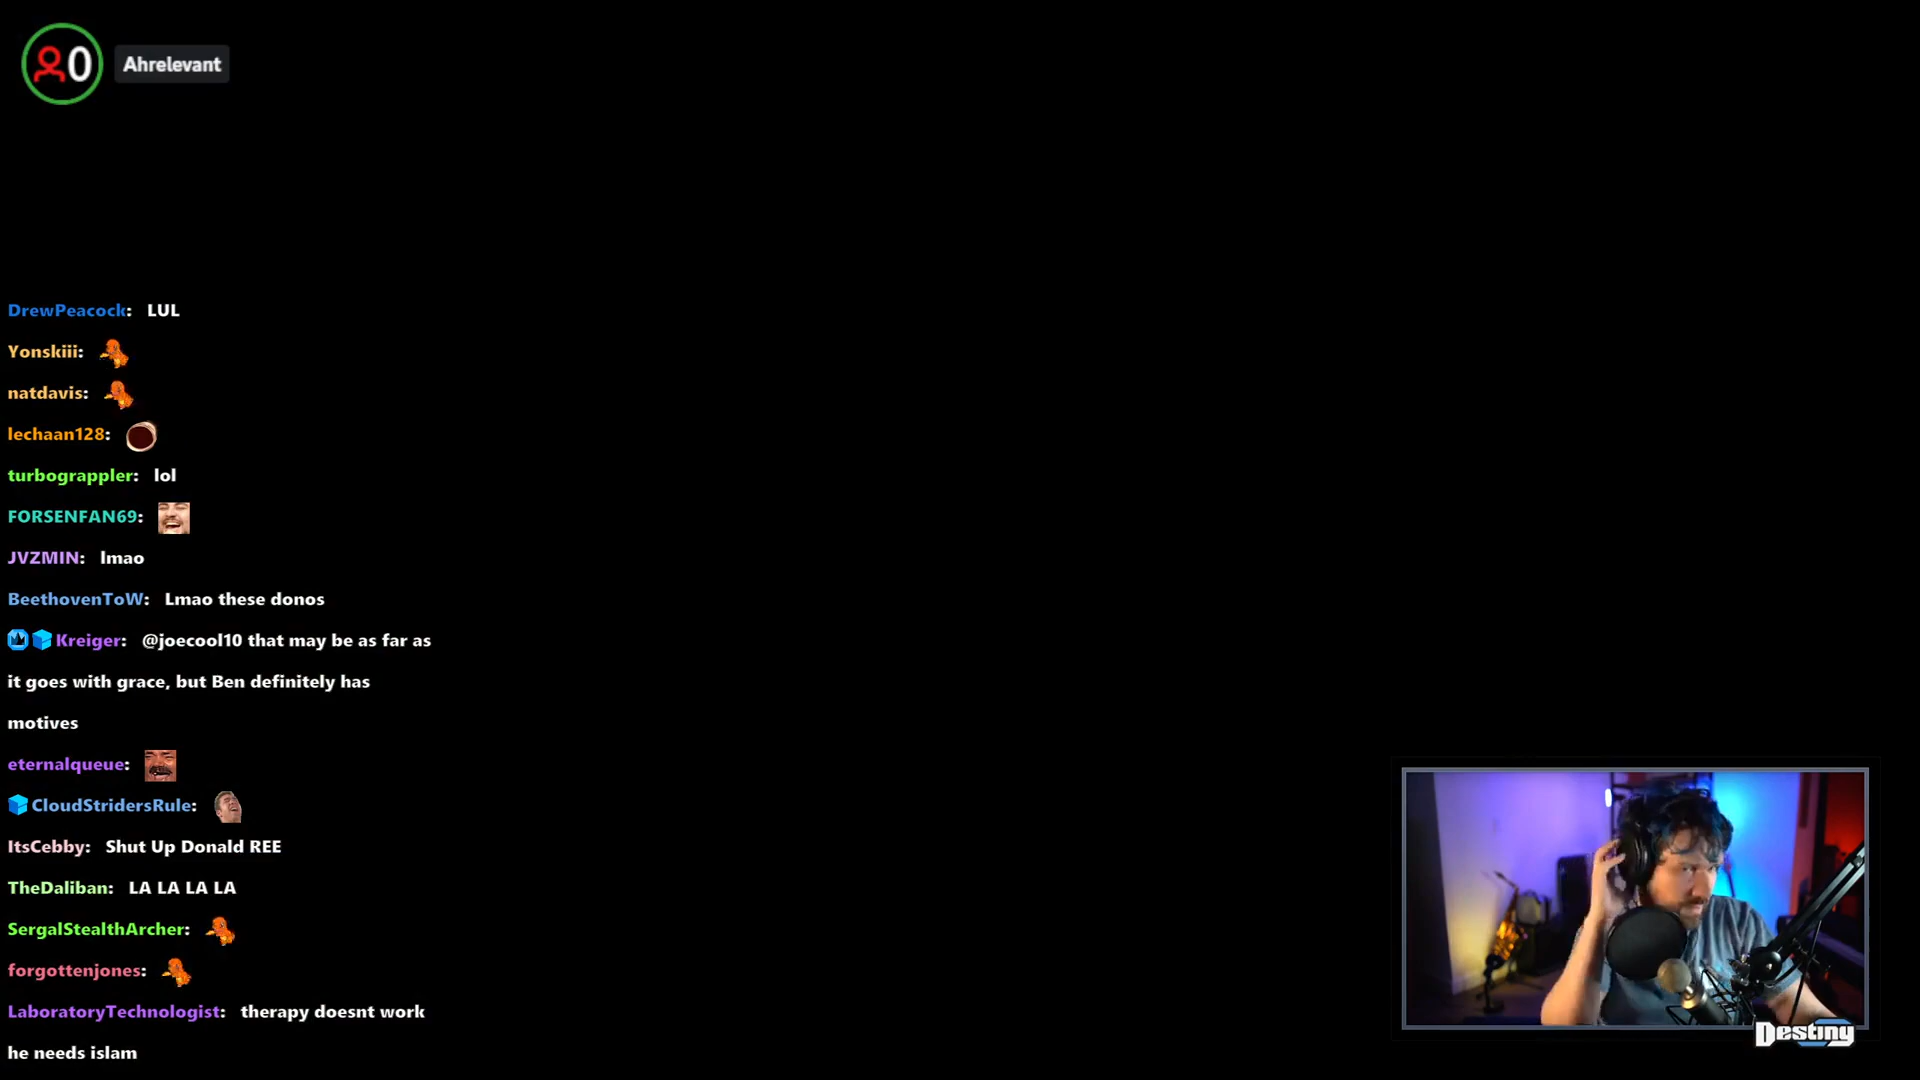 0 Ahrelevant
DrewPeacock: LUL
Yonskiii:
natdavis:
lechaan128:
turbograppler: lol
FORSENFAN69:
JVZMIN: lmao
BeethovenToW: Lmao these donos
Kreiger: @joecool10 that may be as far as
it goes with grace, but Ben definitely has
motives
eternalqueue:
CloudStridersRule:
ItsCebby: Shut Up Donald REE
TheDaliban: LA LA LA LA
SergalStealthArcher:
forgottenjones:
LaboratoryTechnologist: therapy doesnt work
he needs islam
Destiny